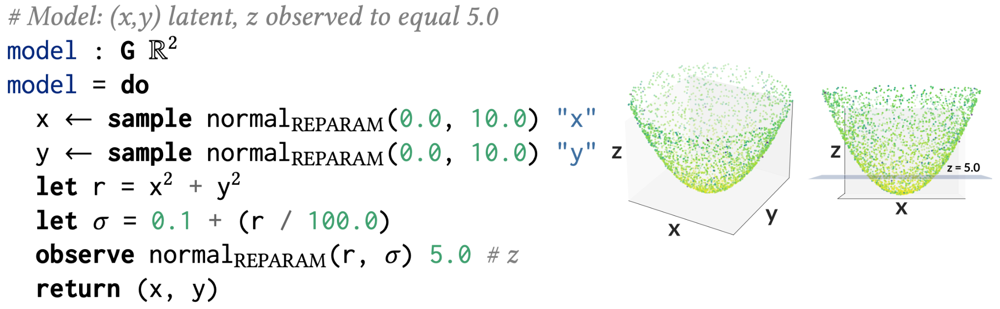 # Model: (x,y) latent, z observed to equal 5.0
model : G ℝ²
model = do
x ← sample normal_REPARAM(0.0, 10.0) "x"
y ← sample normal_REPARAM(0.0, 10.0) "y"
let r = x² + y²
let σ = 0.1 + (r / 100.0)
observe normal_REPARAM(r, σ) 5.0 # z
return (x, y)
z
x
y
z
z = 5.0
x